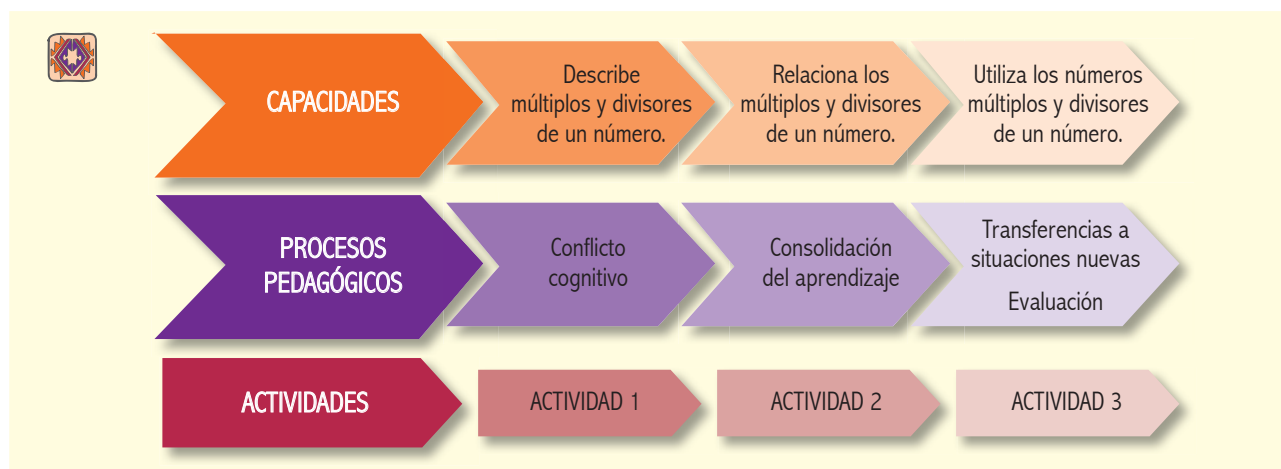 CAPACIDADES
Describe
múltiplos y divisores
de un número.
Relaciona los
múltiplos y divisores
de un número.
Utiliza los números
múltiplos y divisores
de un número.
PROCESOS
PEDAGÓGICOS
Conflicto
cognitivo
Consolidación
del aprendizaje
Transferencias a
situaciones nuevas
Evaluación
ACTIVIDADES
ACTIVIDAD 1
ACTIVIDAD 2
ACTIVIDAD 3